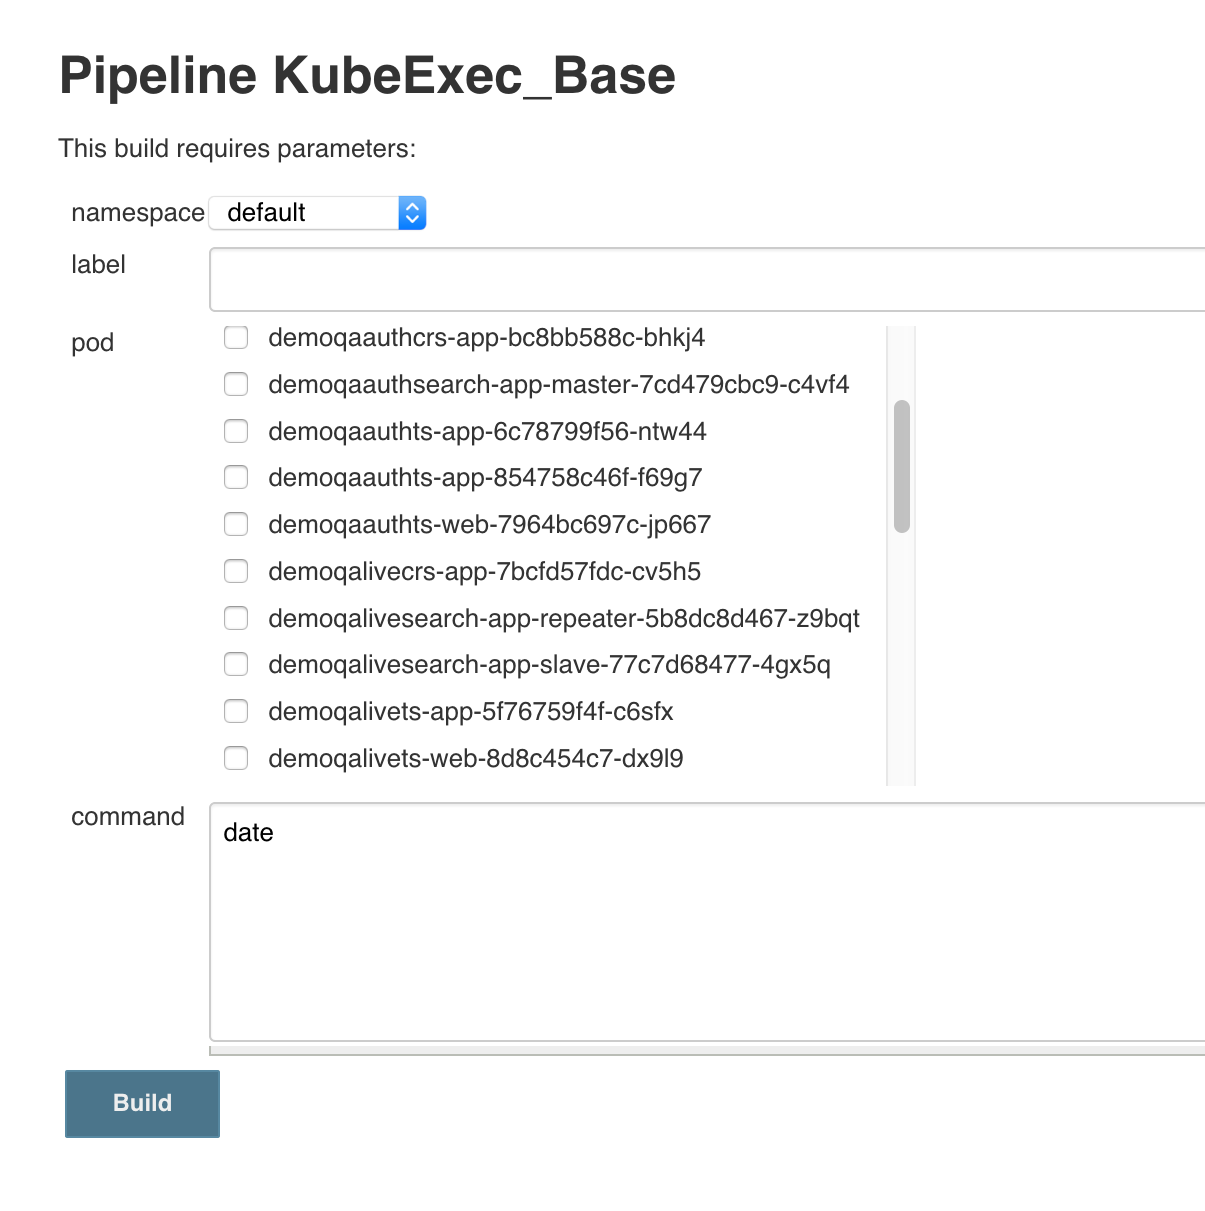 Pipeline KubeExec_Base
This build requires parameters:
namespace default
label
pod
demoqaauthcrs-app-bc8bb588c-bhkj4
demoqaauthsearch-app-master-7cd479cbc9-c4vf4
demoqaauthts-app-6c78799f56-ntw44
demoqaauthts-app-854758c46f-f69g7
demoqaauthts-web-7964bc697c-jp667
demoqalivecrs-app-7bcfd57fdc-cv5h5
demoqalivesearch-app-repeater-5b8dc8d467-z9bqt
demoqalivesearch-app-slave-77c7d68477-4gx5q
demoqalivets-app-5f76759f4f-c6sfx
demoqalivets-web-8d8c454c7-dx9l9
command
date
Build